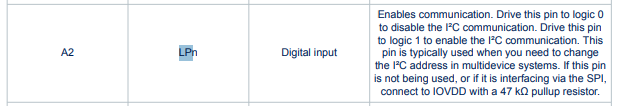 Enables communication. Drive this pin to logic 0
to disable the I²C communication. Drive this pin
to logic 1 to enable the I²C communication. This
A2 LPn Digital input pin is typically used when you need to change
the I²C address in multidevice systems. If this pin
is not being used, or if it is interfacing via the SPI,
connect to IOVDD with a 47 kΩ pullup resistor.